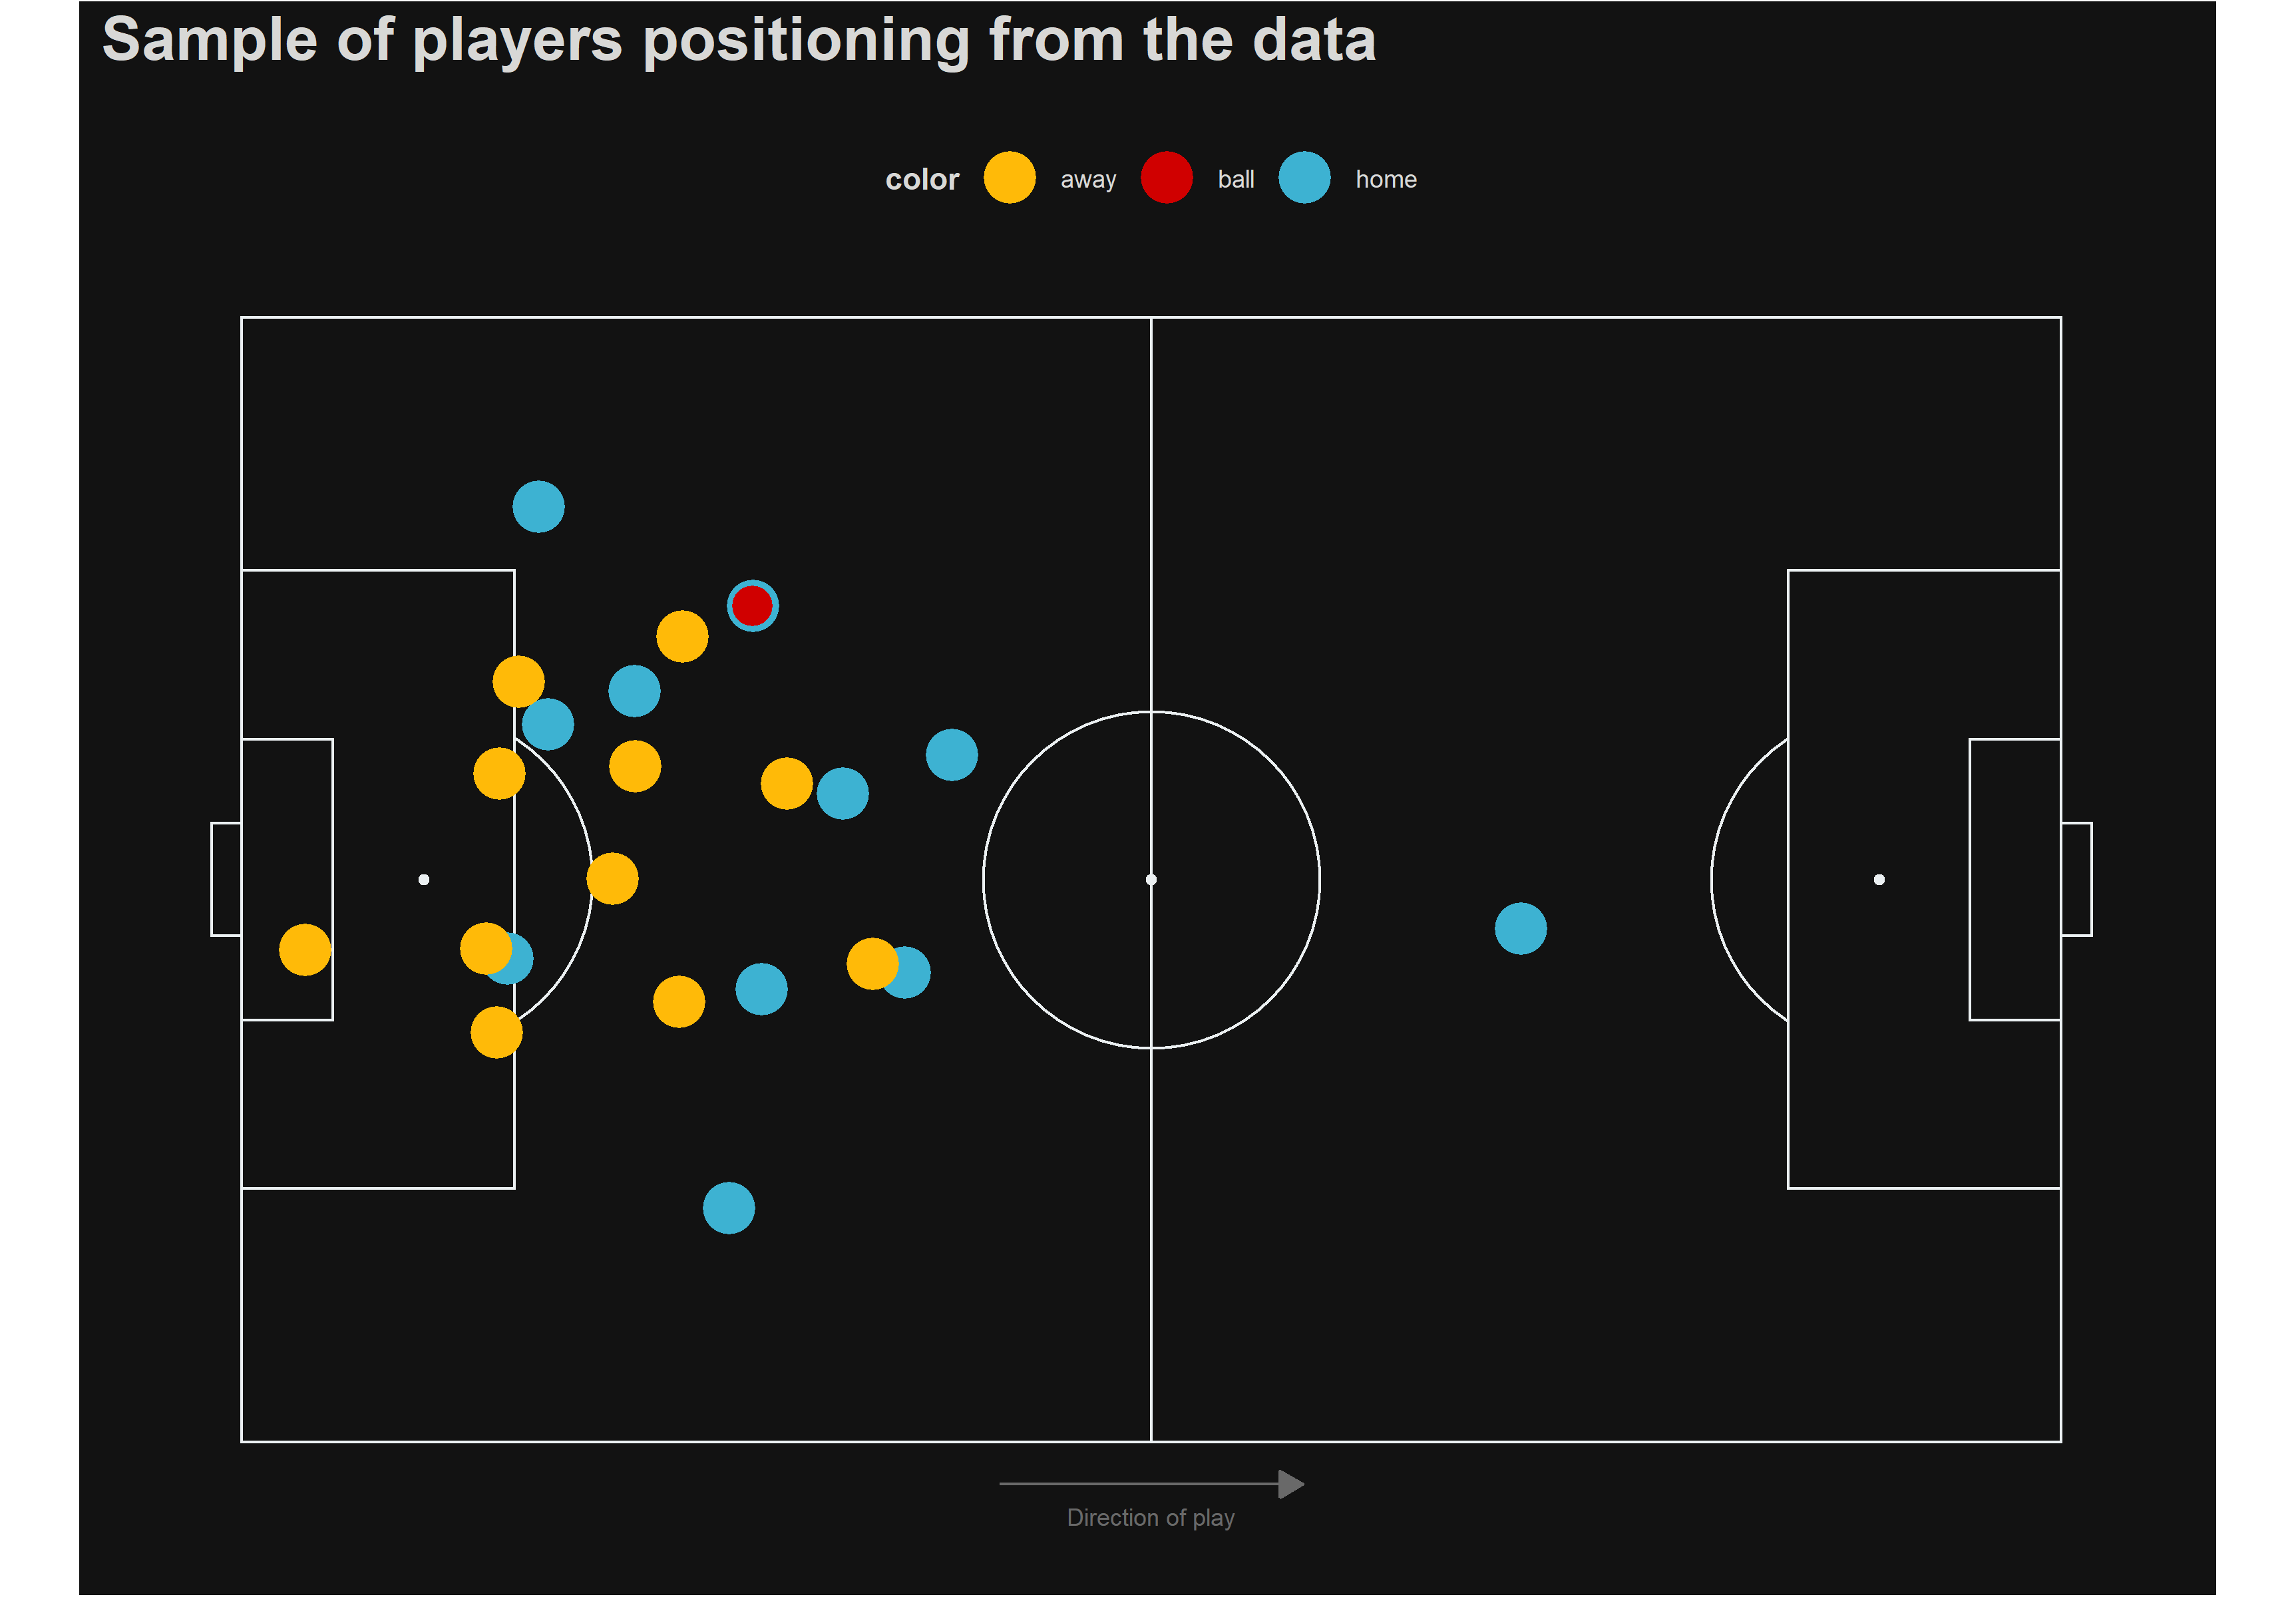 Sample of players positioning from the data
color away ball home
Direction of play